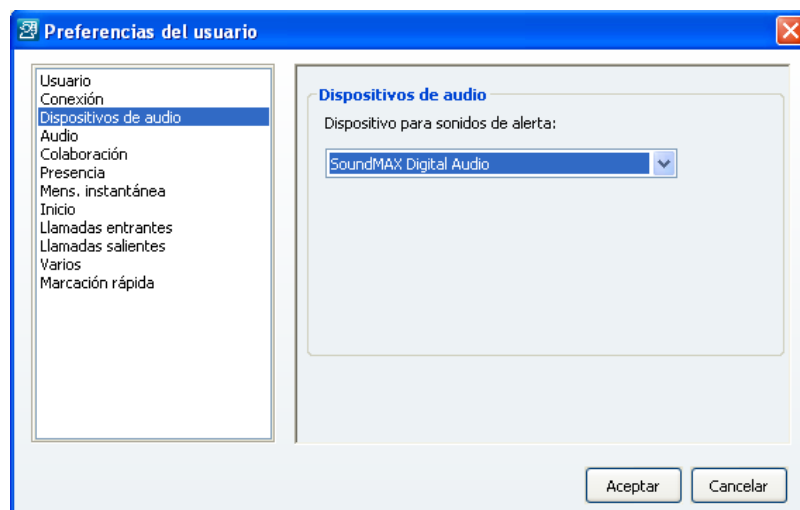 Preferencias del usuario
Usuario
Conexión
Dispositivos de audio
Audio
Colaboración
Presencia
Mens. instantánea
Inicio
Llamadas entrantes
Llamadas salientes
Varios
Marcación rápida
Dispositivos de audio
Dispositivo para sonidos de alerta:
SoundMAX Digital Audio
Aceptar
Cancelar